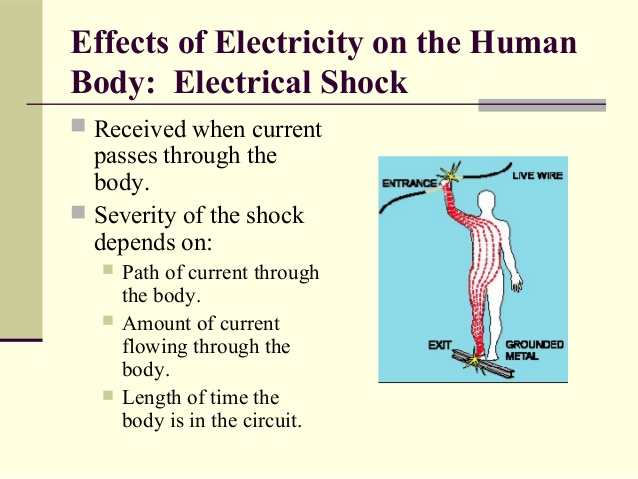 Effects of Electricity on the Human
Body: Electrical Shock
Received when current
passes through the
body.
Severity of the shock
depends on:
Path of current through
the body.
Amount of current
flowing through the
body.
Length of time the
body is in the circuit.
ENTRANCE
LIVE WIRE
EXIT
GROUNDED
METAL